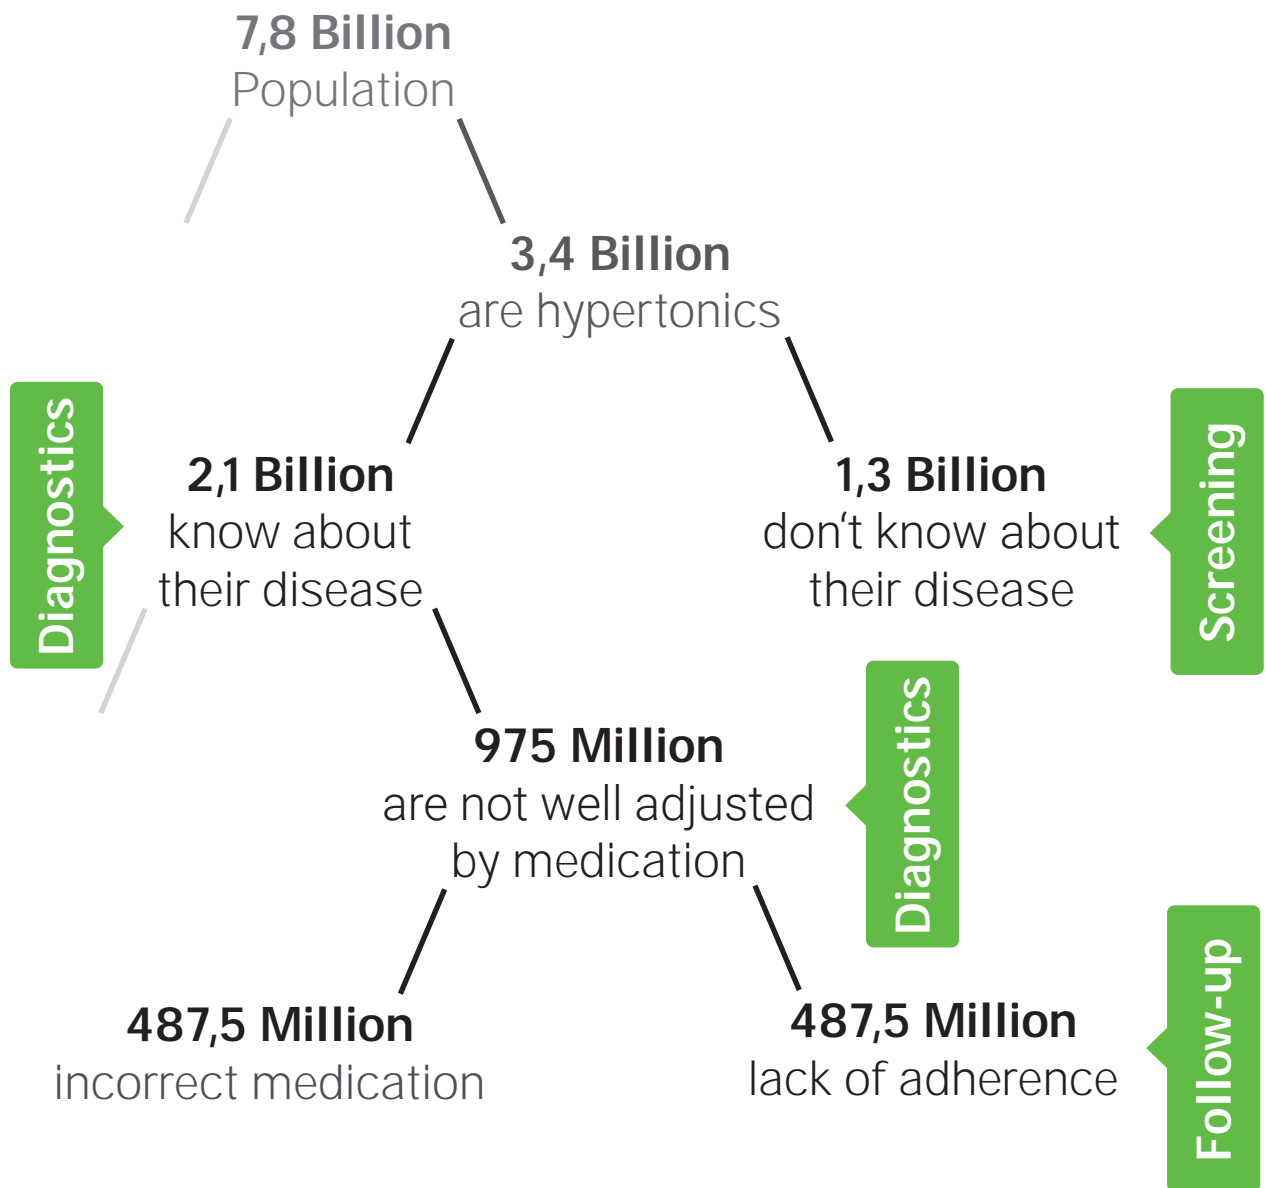 7,8 Billion
Population
3,4 Billion
are hypertonics
Diagnostics
2,1 Billion
know about
their disease
1,3 Billion
don‘t know about
their disease
Screening
975 Million
are not well adjusted
by medication
Diagnostics
487,5 Million
incorrect medication
487,5 Million
lack of adherence
Follow-up